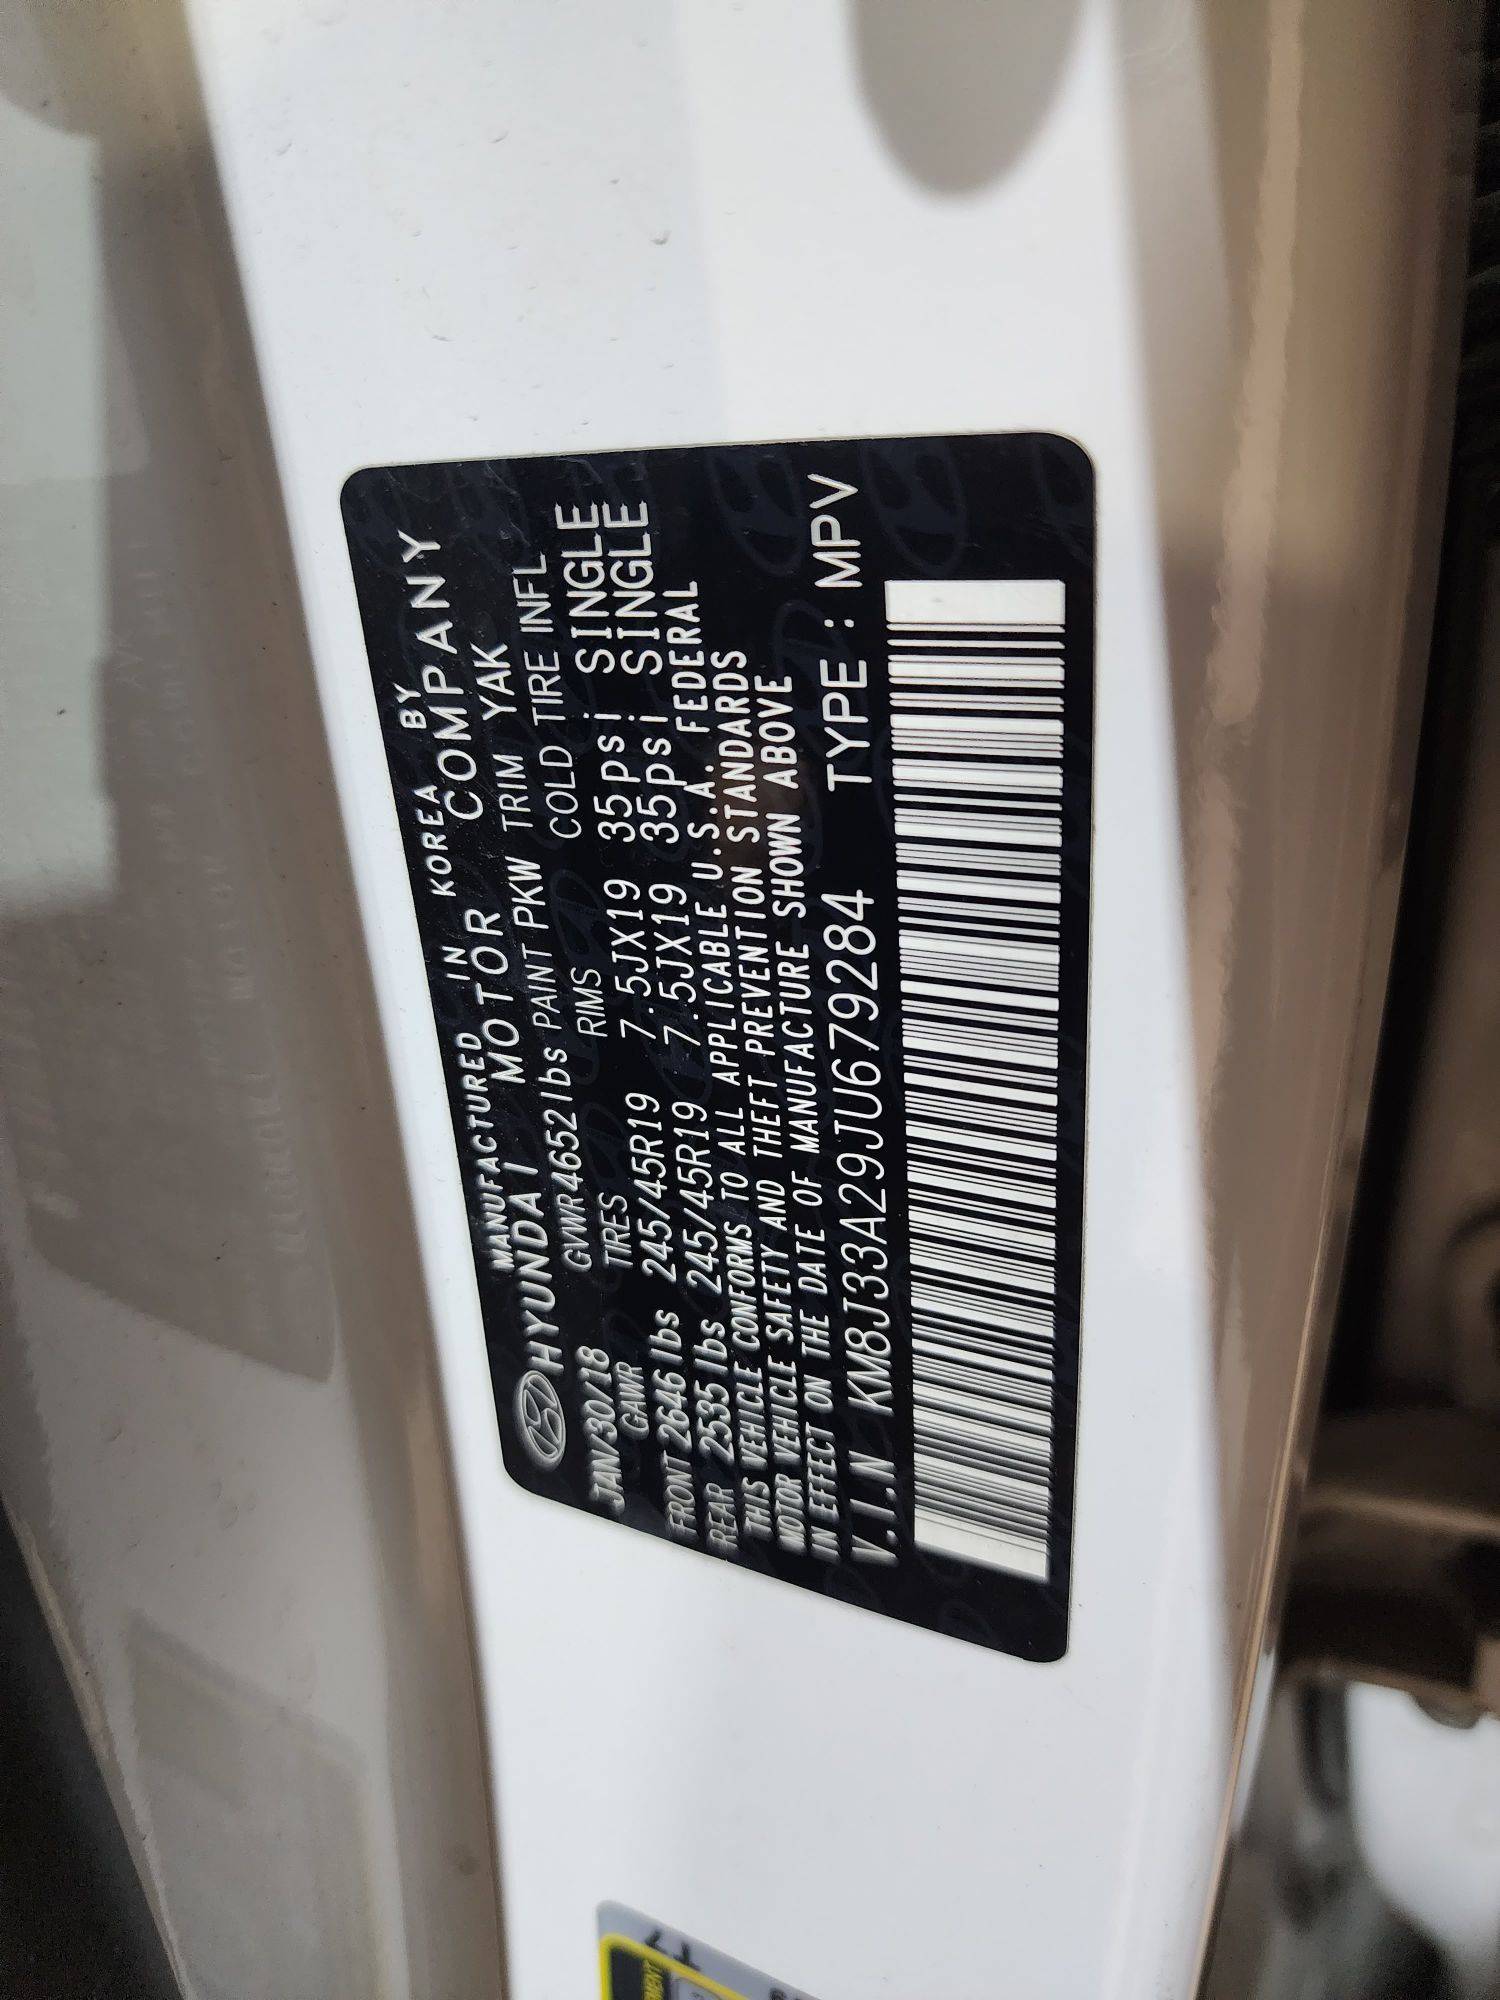 MANUFACTURED IN KOREA BY
HYUNDAI MOTOR COMPANY
JAN/30/18 GVWR 4652 lbs PAINT PKW TRIM YAK
GAWR TIRES RIMS COLD TIRE INFL
FRONT 2646 lbs 245/45R19 7.5JX19 35psi SINGLE
REAR 2535 lbs 245/45R19 7.5JX19 35psi SINGLE
THIS VEHICLE CONFORMS TO ALL APPLICABLE U.S.A. FEDERAL
MOTOR VEHICLE SAFETY AND THEFT PREVENTION STANDARDS
IN EFFECT ON THE DATE OF MANUFACTURE SHOWN ABOVE
V.I.N KM8J33A29JU679284 TYPE : MPV